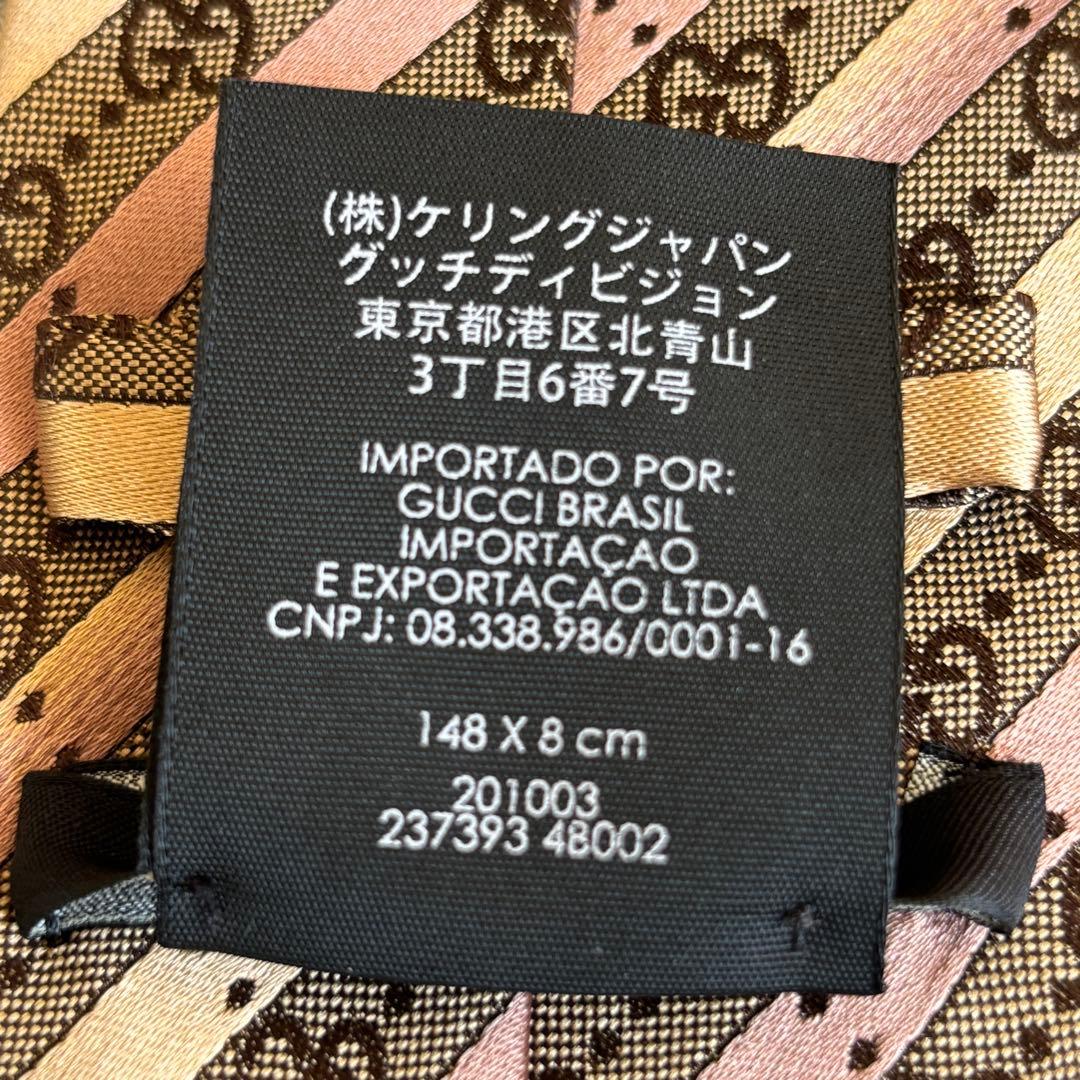 (株)ケリングジャパン
グッチディビジョン
東京都港区北青山
3丁目6番7号
IMPORTADO POR:
GUCCI BRASIL
IMPORTAÇAO
E EXPORTAÇAO LTDA
CNPJ: 08.338.986/0001-16
148 X 8 cm
201003
237393 4B002